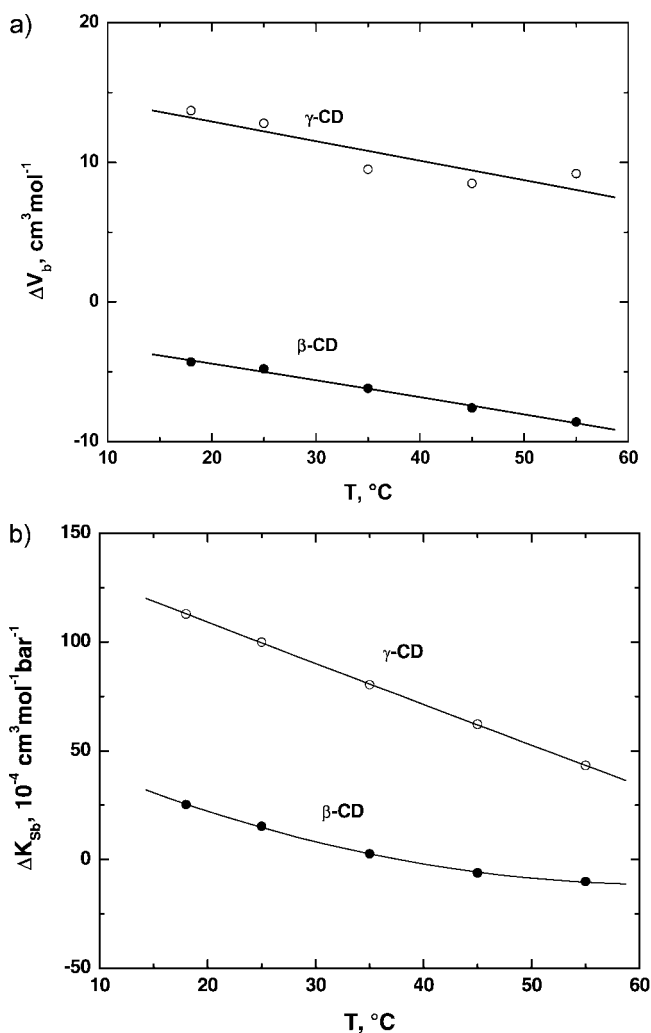 a)
20
10
0
-10
ΔV_b, cm³mol⁻¹
γ-CD
β-CD
10 20 30 40 50 60
T, °C
b)
150
100
50
0
-50
ΔK_Sb, 10⁻⁴ cm³mol⁻¹bar⁻¹
γ-CD
β-CD
10 20 30 40 50 60
T, °C